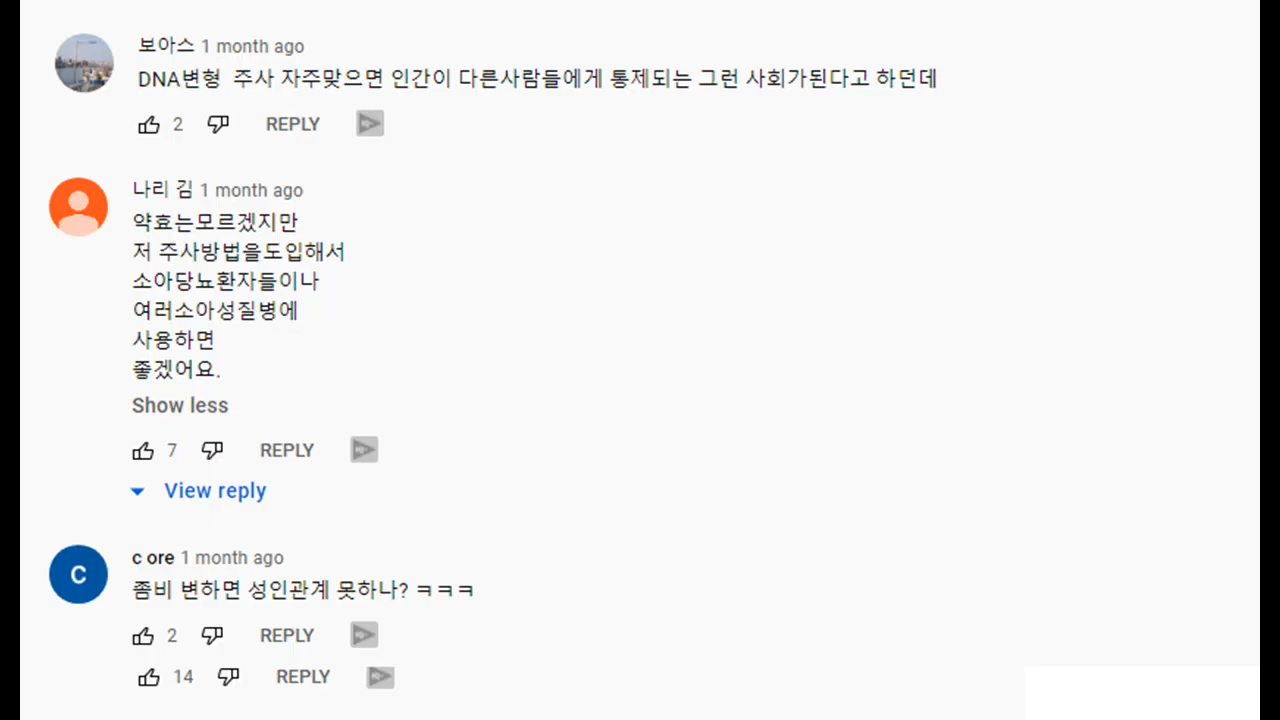 보아스 1 month ago
DNA변형 주사 자주맞으면 인간이 다른사람들에게 통제되는 그런 사회가된다고 하던데
2 REPLY
나리 김 1 month ago
약효는모르겠지만
저 주사방법을도입해서
소아당뇨환자들이나
여러소아성질병에
사용하면
좋겠어요.
Show less
7 REPLY
View reply
C
c ore 1 month ago
좀비 변하면 성인관계 못하나? ㅋㅋㅋ
2 REPLY
14 REPLY